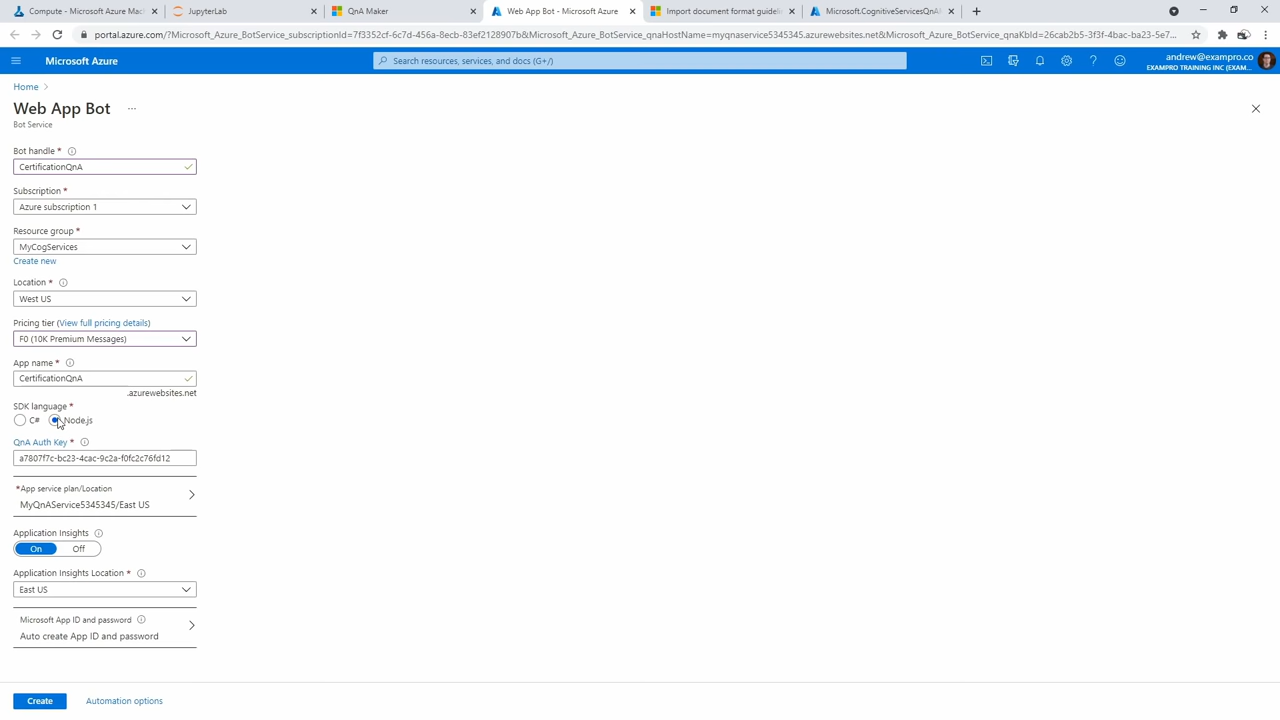 Compute - Microsoft Azure Mac
JupyterLab
QnA Maker
Web App Bot - Microsoft Azure
Import document format guideli
Microsoft.CognitiveServicesQnA
portal.azure.com/?Microsoft_Azure_BotService_subscriptionId=7f3352cf-6c7d-456a-8ecb-83ef2128907b&Microsoft_Azure_BotService_qnaHostName=myqnaservice5345345.azurewebsites.net&Microsoft_Azure_BotService_qnaKbId=26cab2b5-3f3f-4bac-ba23-5e7...
Microsoft Azure
Search resources, services, and docs (G+/)
andrew@exampro.co
EXAMPRO TRAINING INC (EXAM...
Home
Web App Bot ...
Bot Service
Bot handle *
CertificationQnA
Subscription *
Azure subscription 1
Resource group *
MyCogServices
Create new
Location *
West US
Pricing tier (View full pricing details)
F0 (10K Premium Messages)
App name *
CertificationQnA
.azurewebsites.net
SDK language *
C# Node.js
QnA Auth Key *
a7807f7c-bc23-4cac-9c2a-f0fc2c76fd12
*App service plan/Location
MyQnAService5345345/East US
Application Insights
On Off
Application Insights Location *
East US
Microsoft App ID and password
Auto create App ID and password
Create Automation options